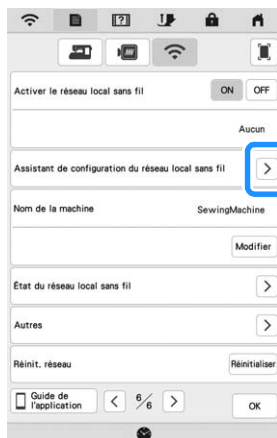 Activer le réseau local sans fil ON OFF
Aucun
Assistant de configuration du réseau local sans fil >
Nom de la machine SewingMachine
Modifier
État du réseau local sans fil >
Autres >
Réinit. réseau Réinitialiser
Guide de
l'application < 6/6 > OK